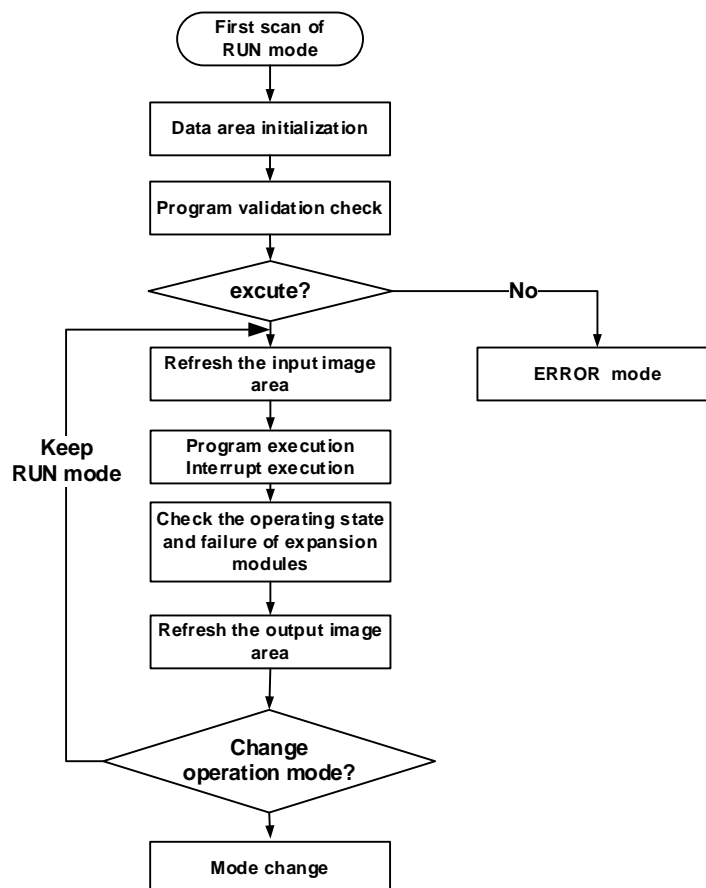 First scan of
RUN mode
Data area initialization
Program validation check
excute?
No
Refresh the input image
area
ERROR mode
Keep
RUN mode
Program execution
Interrupt execution
Check the operating state
and failure of expansion
modules
Refresh the output image
area
Change
operation mode?
Mode change